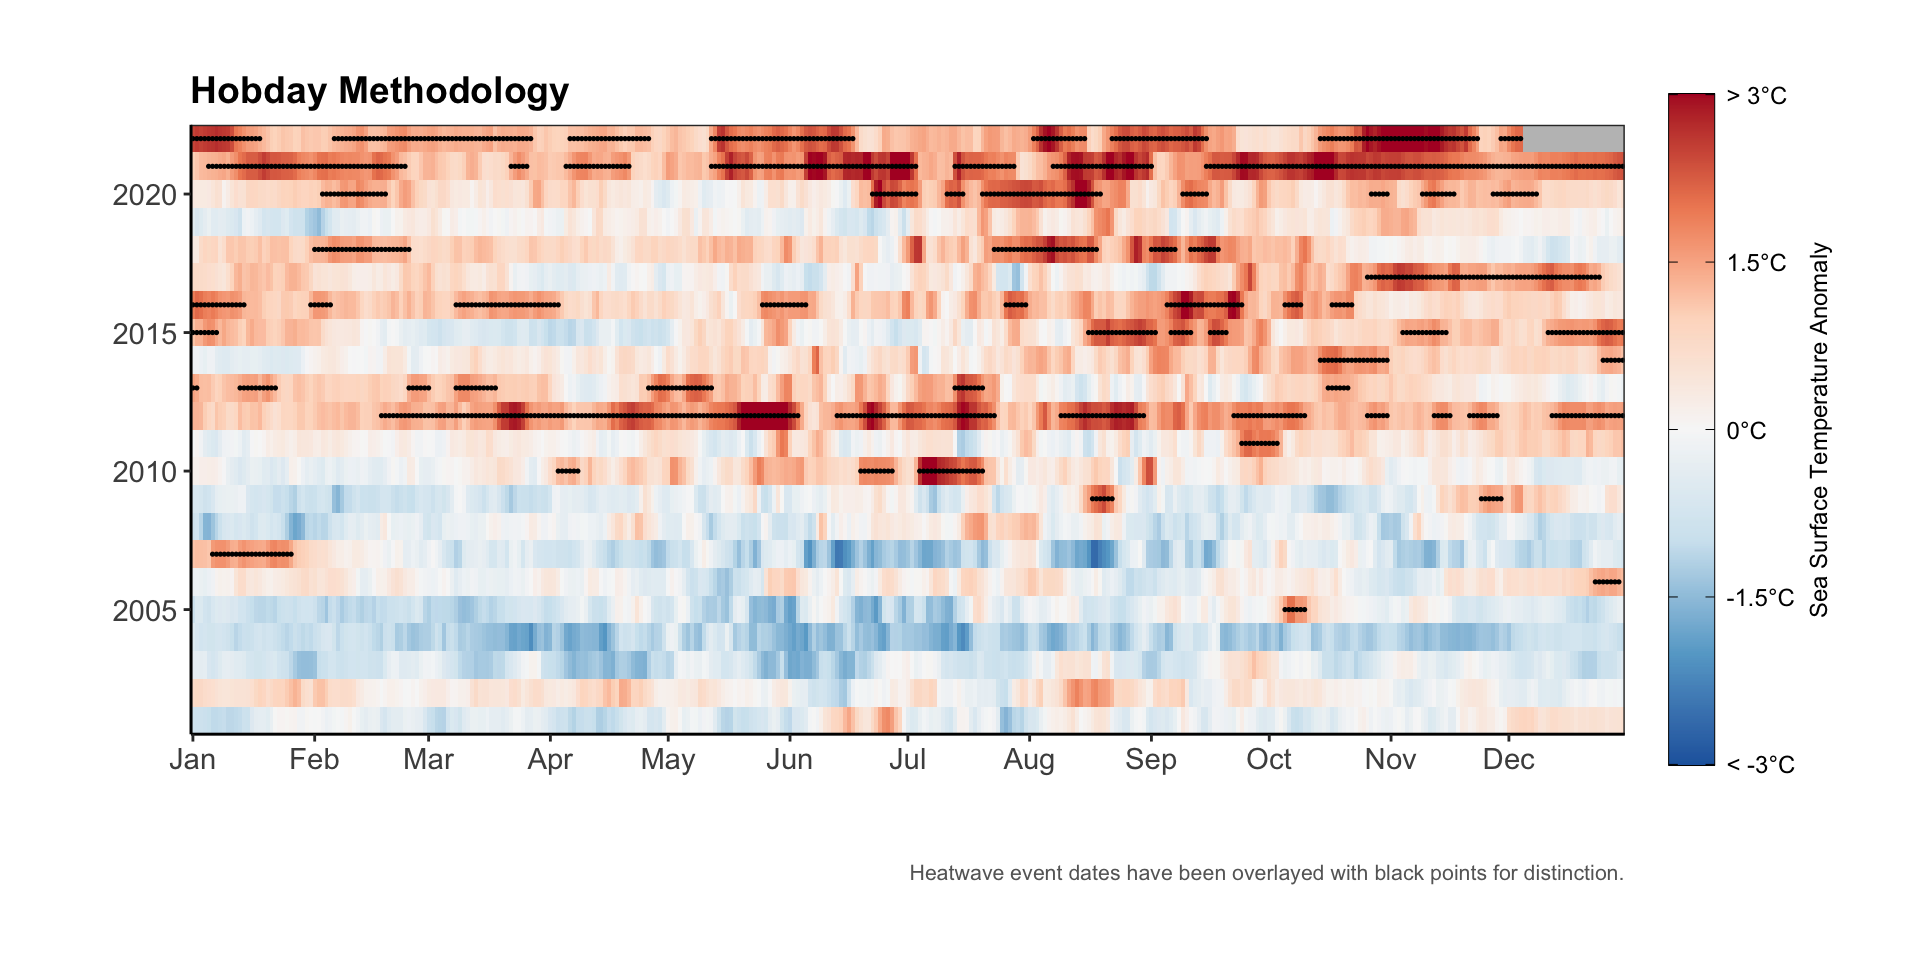 Hobday Methodology
> 3°C
1.5°C
0°C
-1.5°C
< -3°C
Sea Surface Temperature Anomaly
2020
2015
2010
2005
Jan Feb Mar Apr May Jun Jul Aug Sep Oct Nov Dec
Heatwave event dates have been overlayed with black points for distinction.